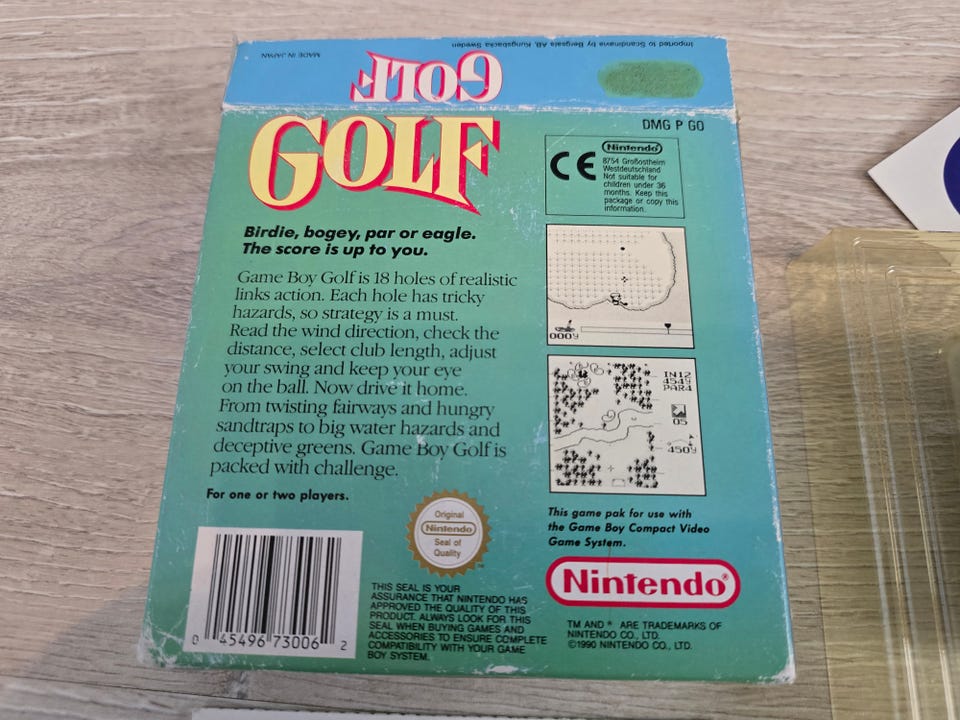 Imported to Scandinavia by Bergsala AB, Kungsbacka Sweden
MADE IN JAPAN
GOLF
GOLF
DMG P GO
CE
Nintendo
8754 Großostheim
Westdeutschland
Not suitable for
children under 36
months. Keep this
package or copy this
information.
Birdie, bogey, par or eagle.
The score is up to you.
Game Boy Golf is 18 holes of realistic
links action. Each hole has tricky
hazards, so strategy is a must.
Read the wind direction, check the
distance, select club length, adjust
your swing and keep your eye
on the ball. Now drive it home.
From twisting fairways and hungry
sandtraps to big water hazards and
deceptive greens. Game Boy Golf is
packed with challenge.
For one or two players.
000y
IN12
454y
PAR4
05
450y
This game pak for use with
the Game Boy Compact Video
Game System.
Original
Nintendo
Seal of
Quality
THIS SEAL IS YOUR
ASSURANCE THAT NINTENDO HAS
APPROVED THE QUALITY OF THIS
PRODUCT. ALWAYS LOOK FOR THIS
SEAL WHEN BUYING GAMES AND
ACCESSORIES TO ENSURE COMPLETE
COMPATIBILITY WITH YOUR GAME
BOY SYSTEM.
Nintendo®
TM AND ® ARE TRADEMARKS OF
NINTENDO CO., LTD.
©1990 NINTENDO CO., LTD.
0 45496 73006 2